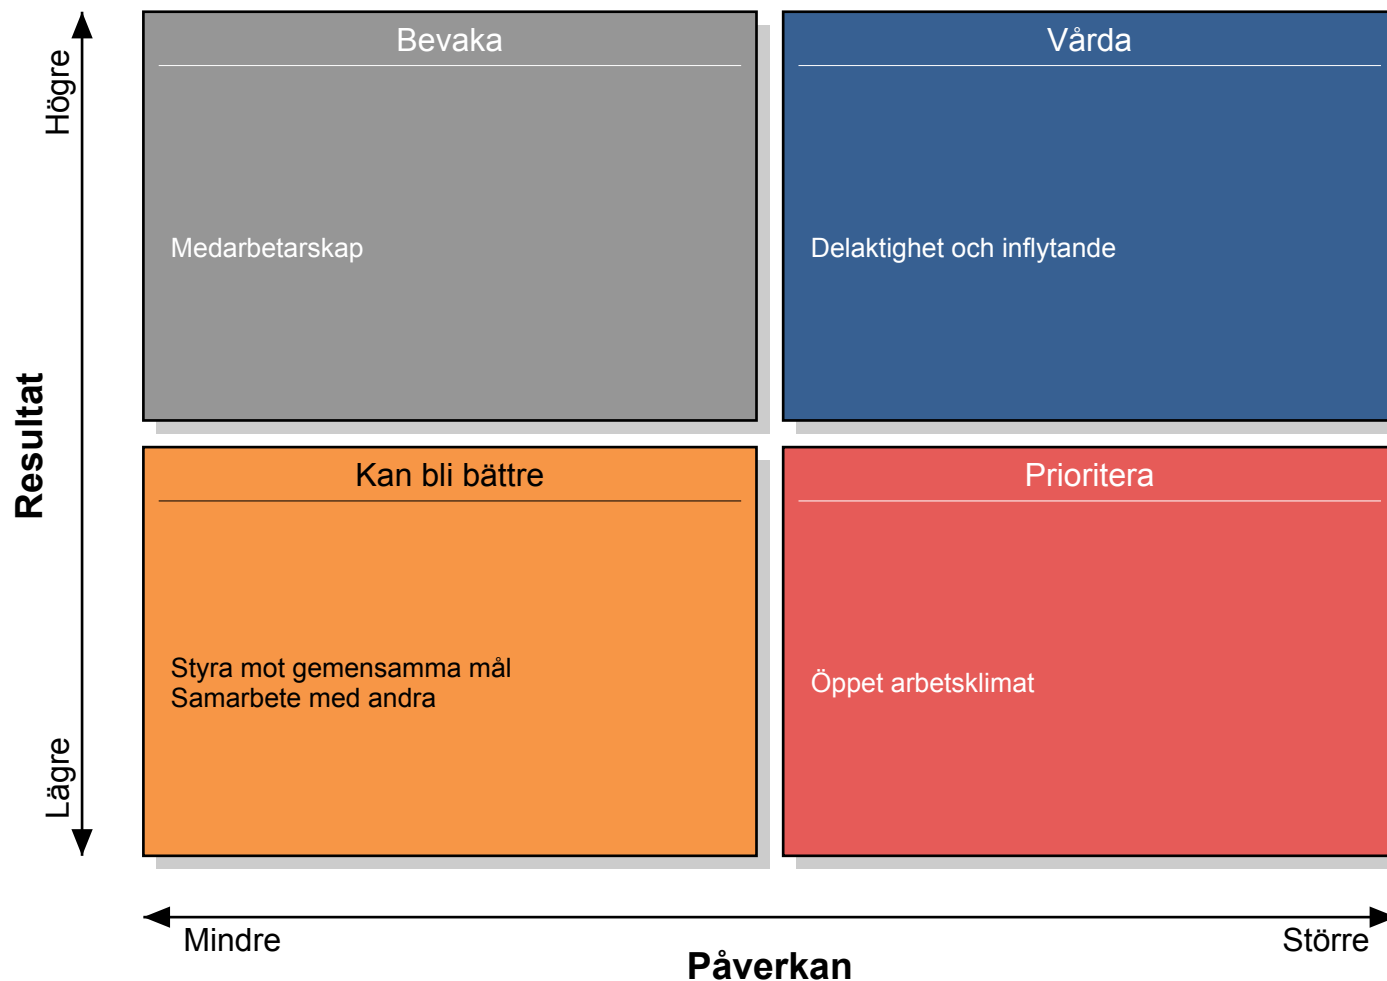 Högre
Resultat
Lägre
Bevaka
Medarbetarskap
Vårda
Delaktighet och inflytande
Kan bli bättre
Styra mot gemensamma mål
Samarbete med andra
Prioritera
Öppet arbetsklimat
Mindre
Större
Påverkan